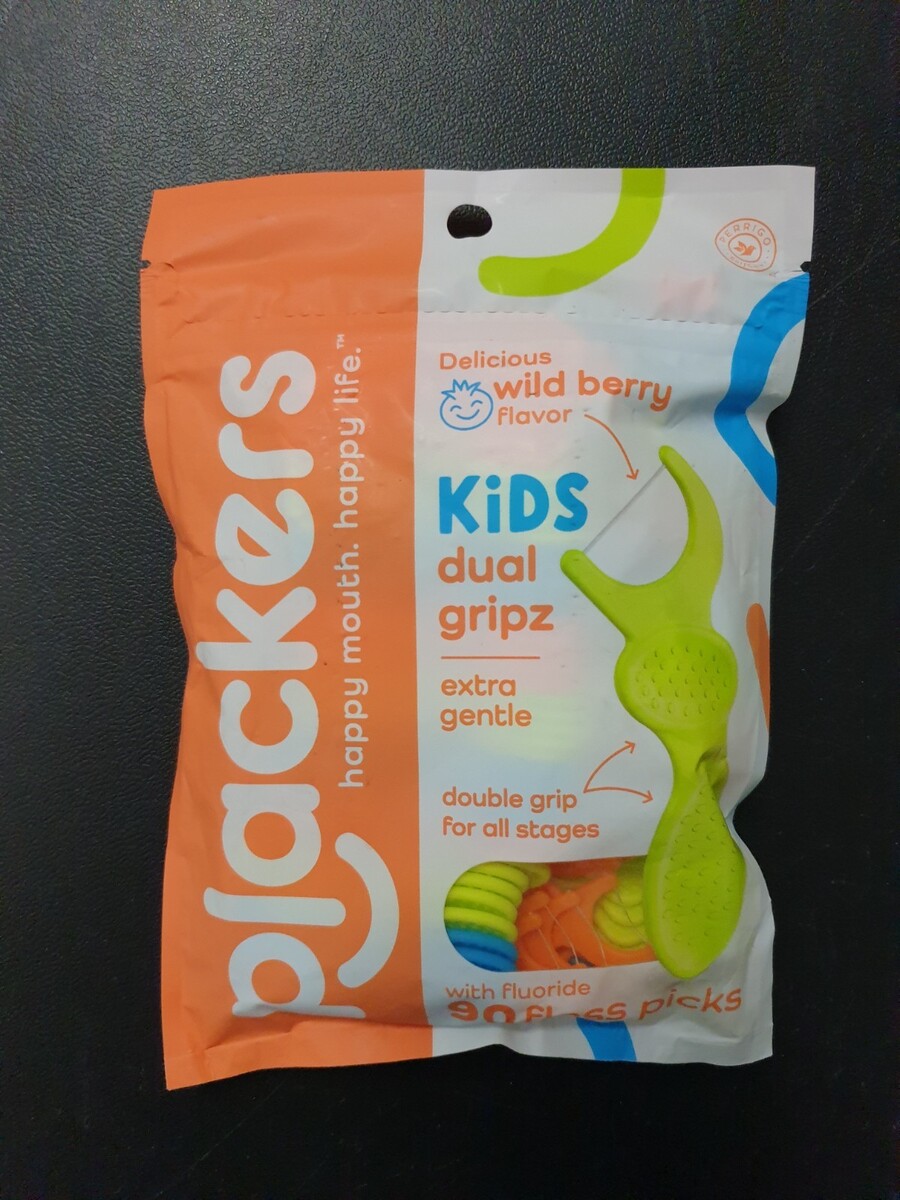 plackers
happy mouth. happy life.™
PERRIGO
Delicious
wild berry
flavor
KiDS
dual
gripz
extra
gentle
double grip
for all stages
with fluoride
90 floss picks